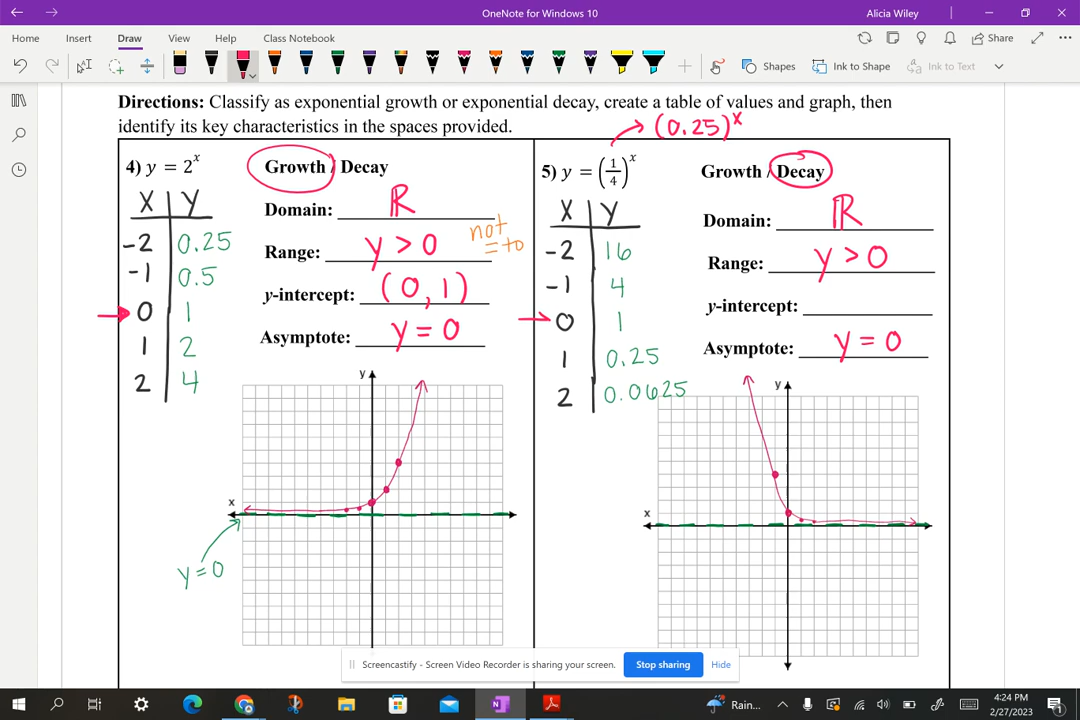 OneNote for Windows 10
Alicia Wiley
Home Insert Draw View Help Class Notebook
Share
Shapes Ink to Shape Ink to Text
Directions: Classify as exponential growth or exponential decay, create a table of values and graph, then
identify its key characteristics in the spaces provided.
4) y = 2^x
Growth / Decay
X Y
-2 0.25
-1 0.5
0 1
1 2
2 4
Domain: ℝ
Range: y > 0
not
= to
y-intercept: (0, 1)
Asymptote: y = 0
y
x
y = 0
(0.25)^x
5) y = (1/4)^x
Growth / Decay
X Y
-2 16
-1 4
0 1
1 0.25
2 0.0625
Domain: ℝ
Range: y > 0
y-intercept:
Asymptote: y = 0
y
x
Screencastify - Screen Video Recorder is sharing your screen.
Stop sharing
Hide
Rain...
4:24 PM
2/27/2023